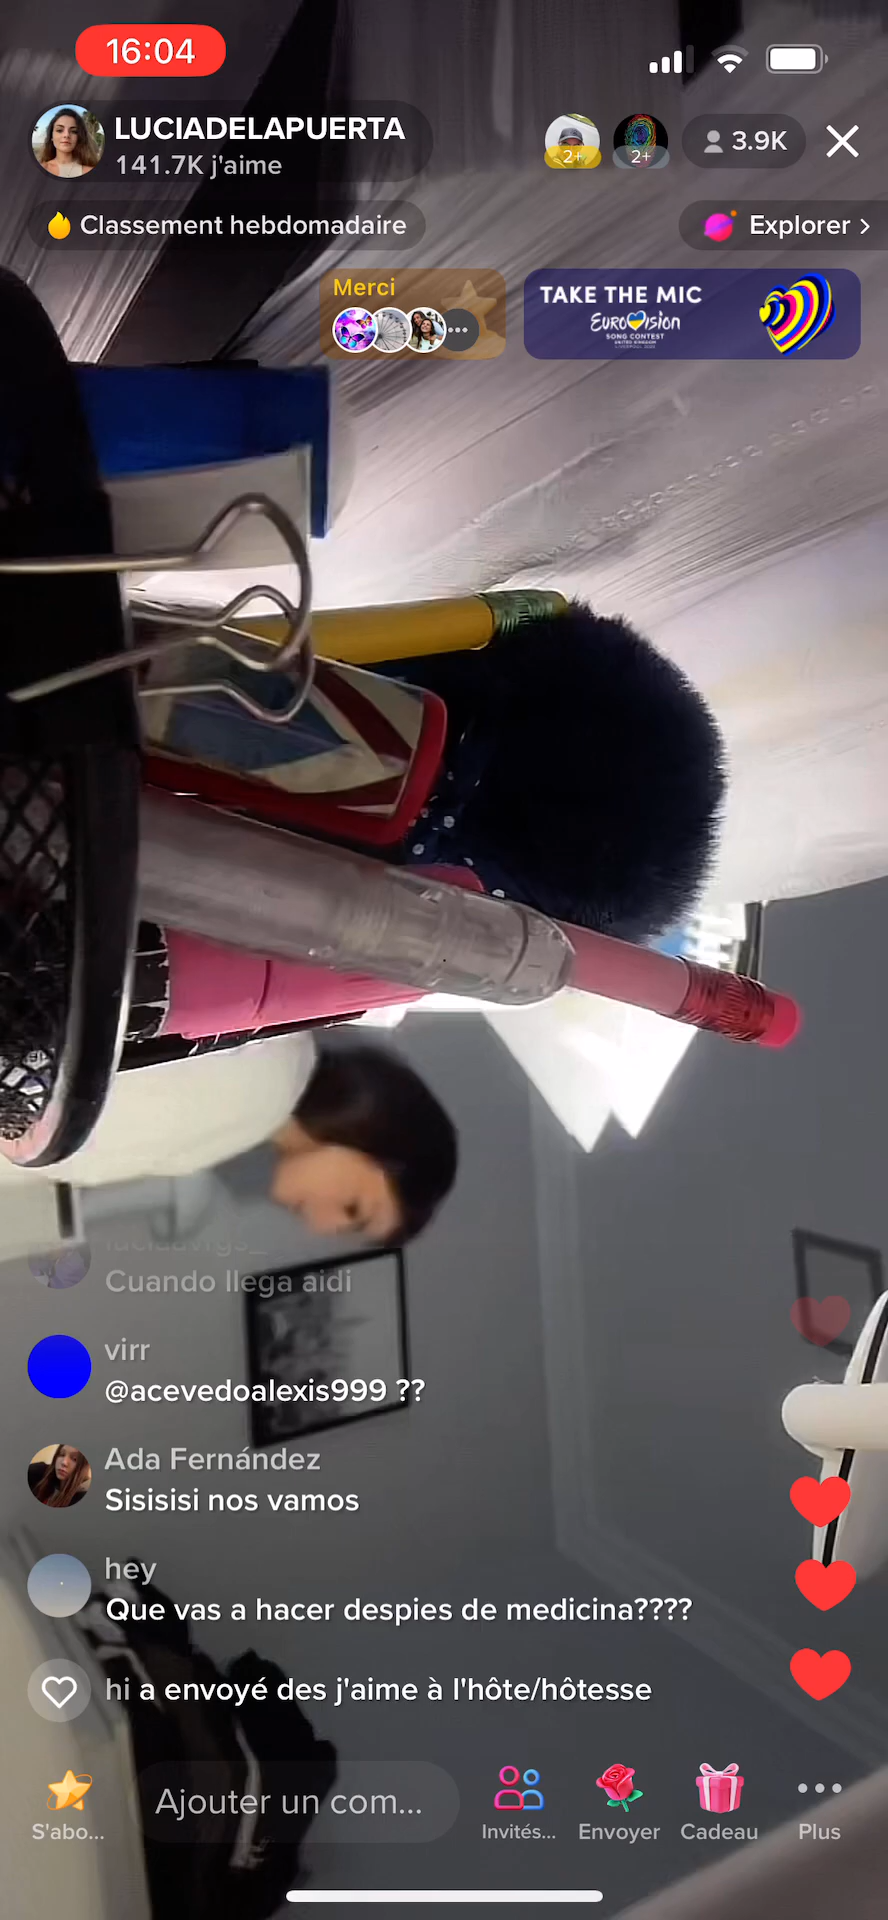 16:04
LUCIADELAPUERTA
141.7K j'aime
2+
2+
3.9K
Classement hebdomadaire
Explorer >
Merci
TAKE THE MIC
EUROVISION
SONG CONTEST
Cuando llega aidi
virr
@acevedoalexis999 ??
Ada Fernández
Sisisisi nos vamos
hey
Que vas a hacer despies de medicina????
hi a envoyé des j'aime à l'hôte/hôtesse
S'abo...
Ajouter un com...
Invités...
Envoyer
Cadeau
Plus